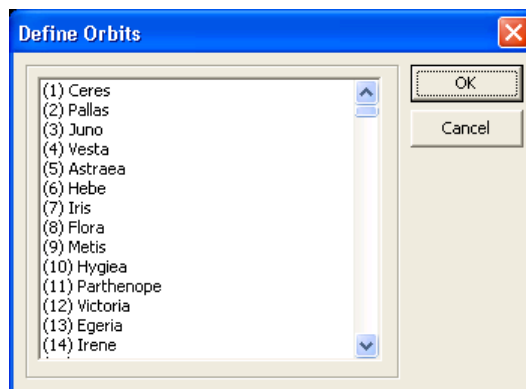 Define Orbits
(1) Ceres
(2) Pallas
(3) Juno
(4) Vesta
(5) Astraea
(6) Hebe
(7) Iris
(8) Flora
(9) Metis
(10) Hygiea
(11) Parthenope
(12) Victoria
(13) Egeria
(14) Irene
OK
Cancel